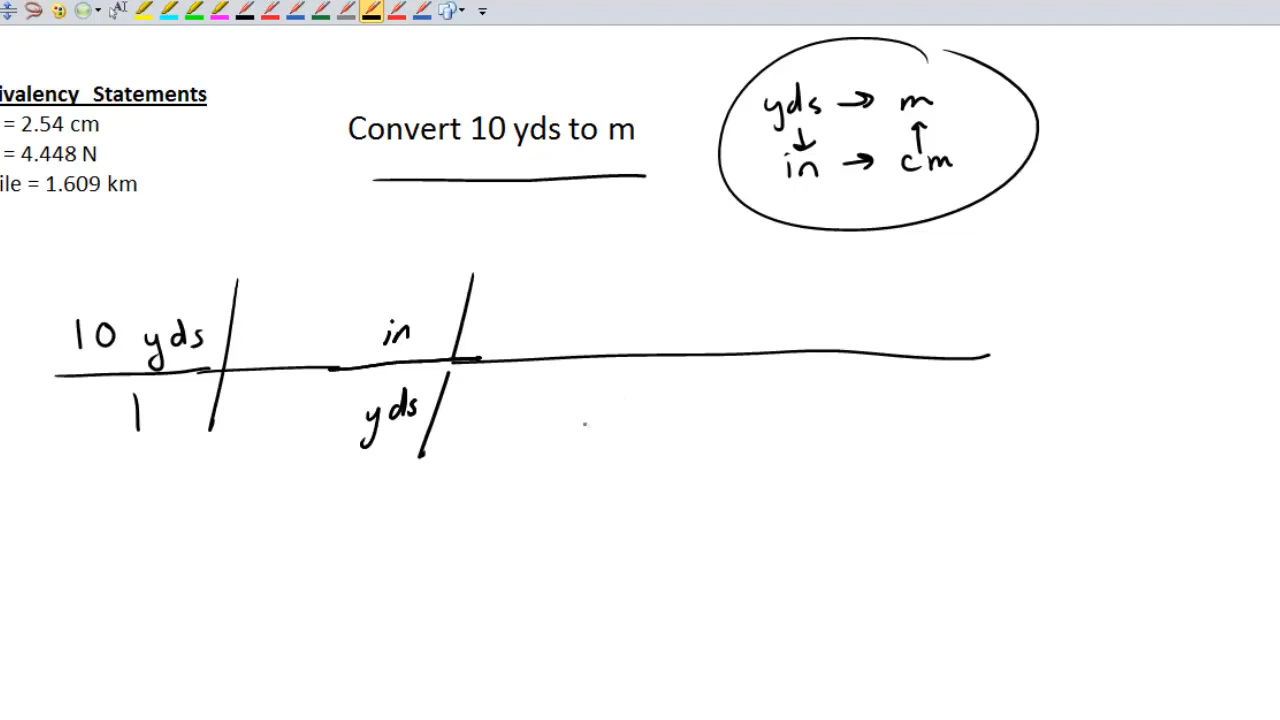 ivalency Statements
= 2.54 cm
= 4.448 N
ile = 1.609 km
Convert 10 yds to m
yds → m
↓ ↑
in → cm
10 yds in
1 yds